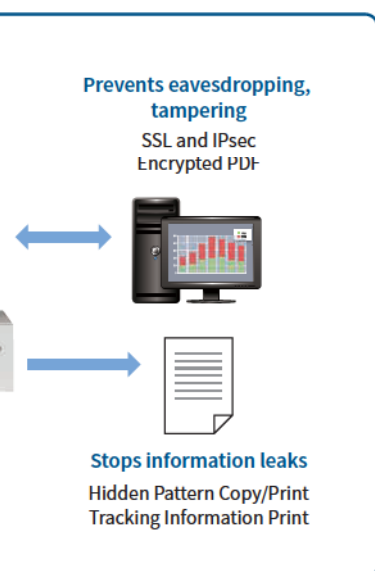 Prevents eavesdropping,
tampering
SSL and IPsec
Encrypted PDF
Stops information leaks
Hidden Pattern Copy/Print
Tracking Information Print